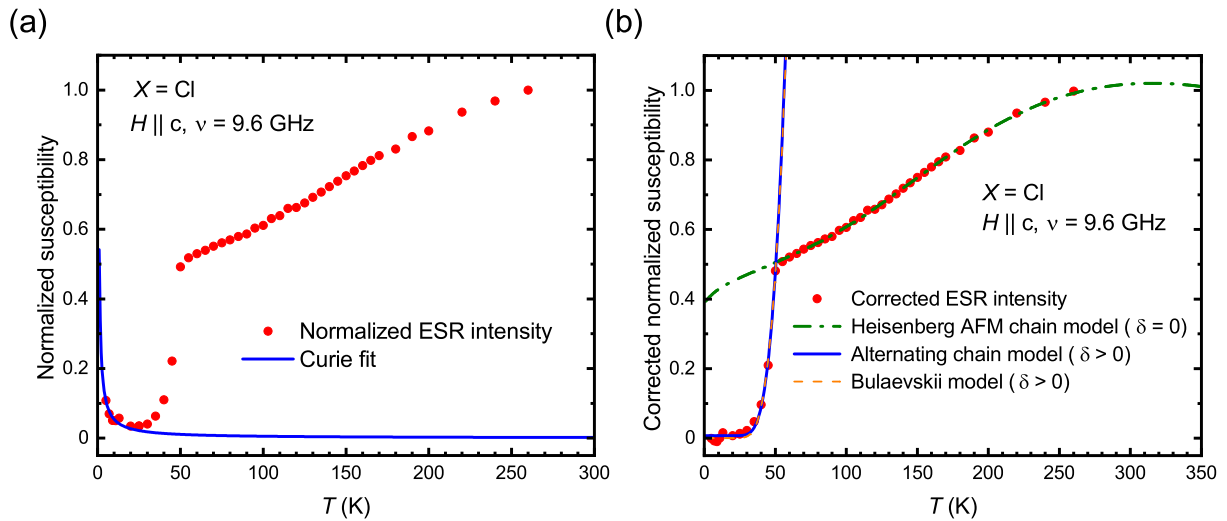 (a)
X = Cl
H || c, ν = 9.6 GHz
Normalized susceptibility
1.0
0.8
0.6
0.4
0.2
0
Normalized ESR intensity
Curie fit
0 50 100 150 200 250 300
T (K)
(b)
Corrected normalized susceptibility
1.0
0.8
0.6
0.4
0.2
0
X = Cl
H || c, ν = 9.6 GHz
Corrected ESR intensity
Heisenberg AFM chain model ( δ = 0)
Alternating chain model ( δ > 0)
Bulaevskii model ( δ > 0)
0 50 100 150 200 250 300 350
T (K)